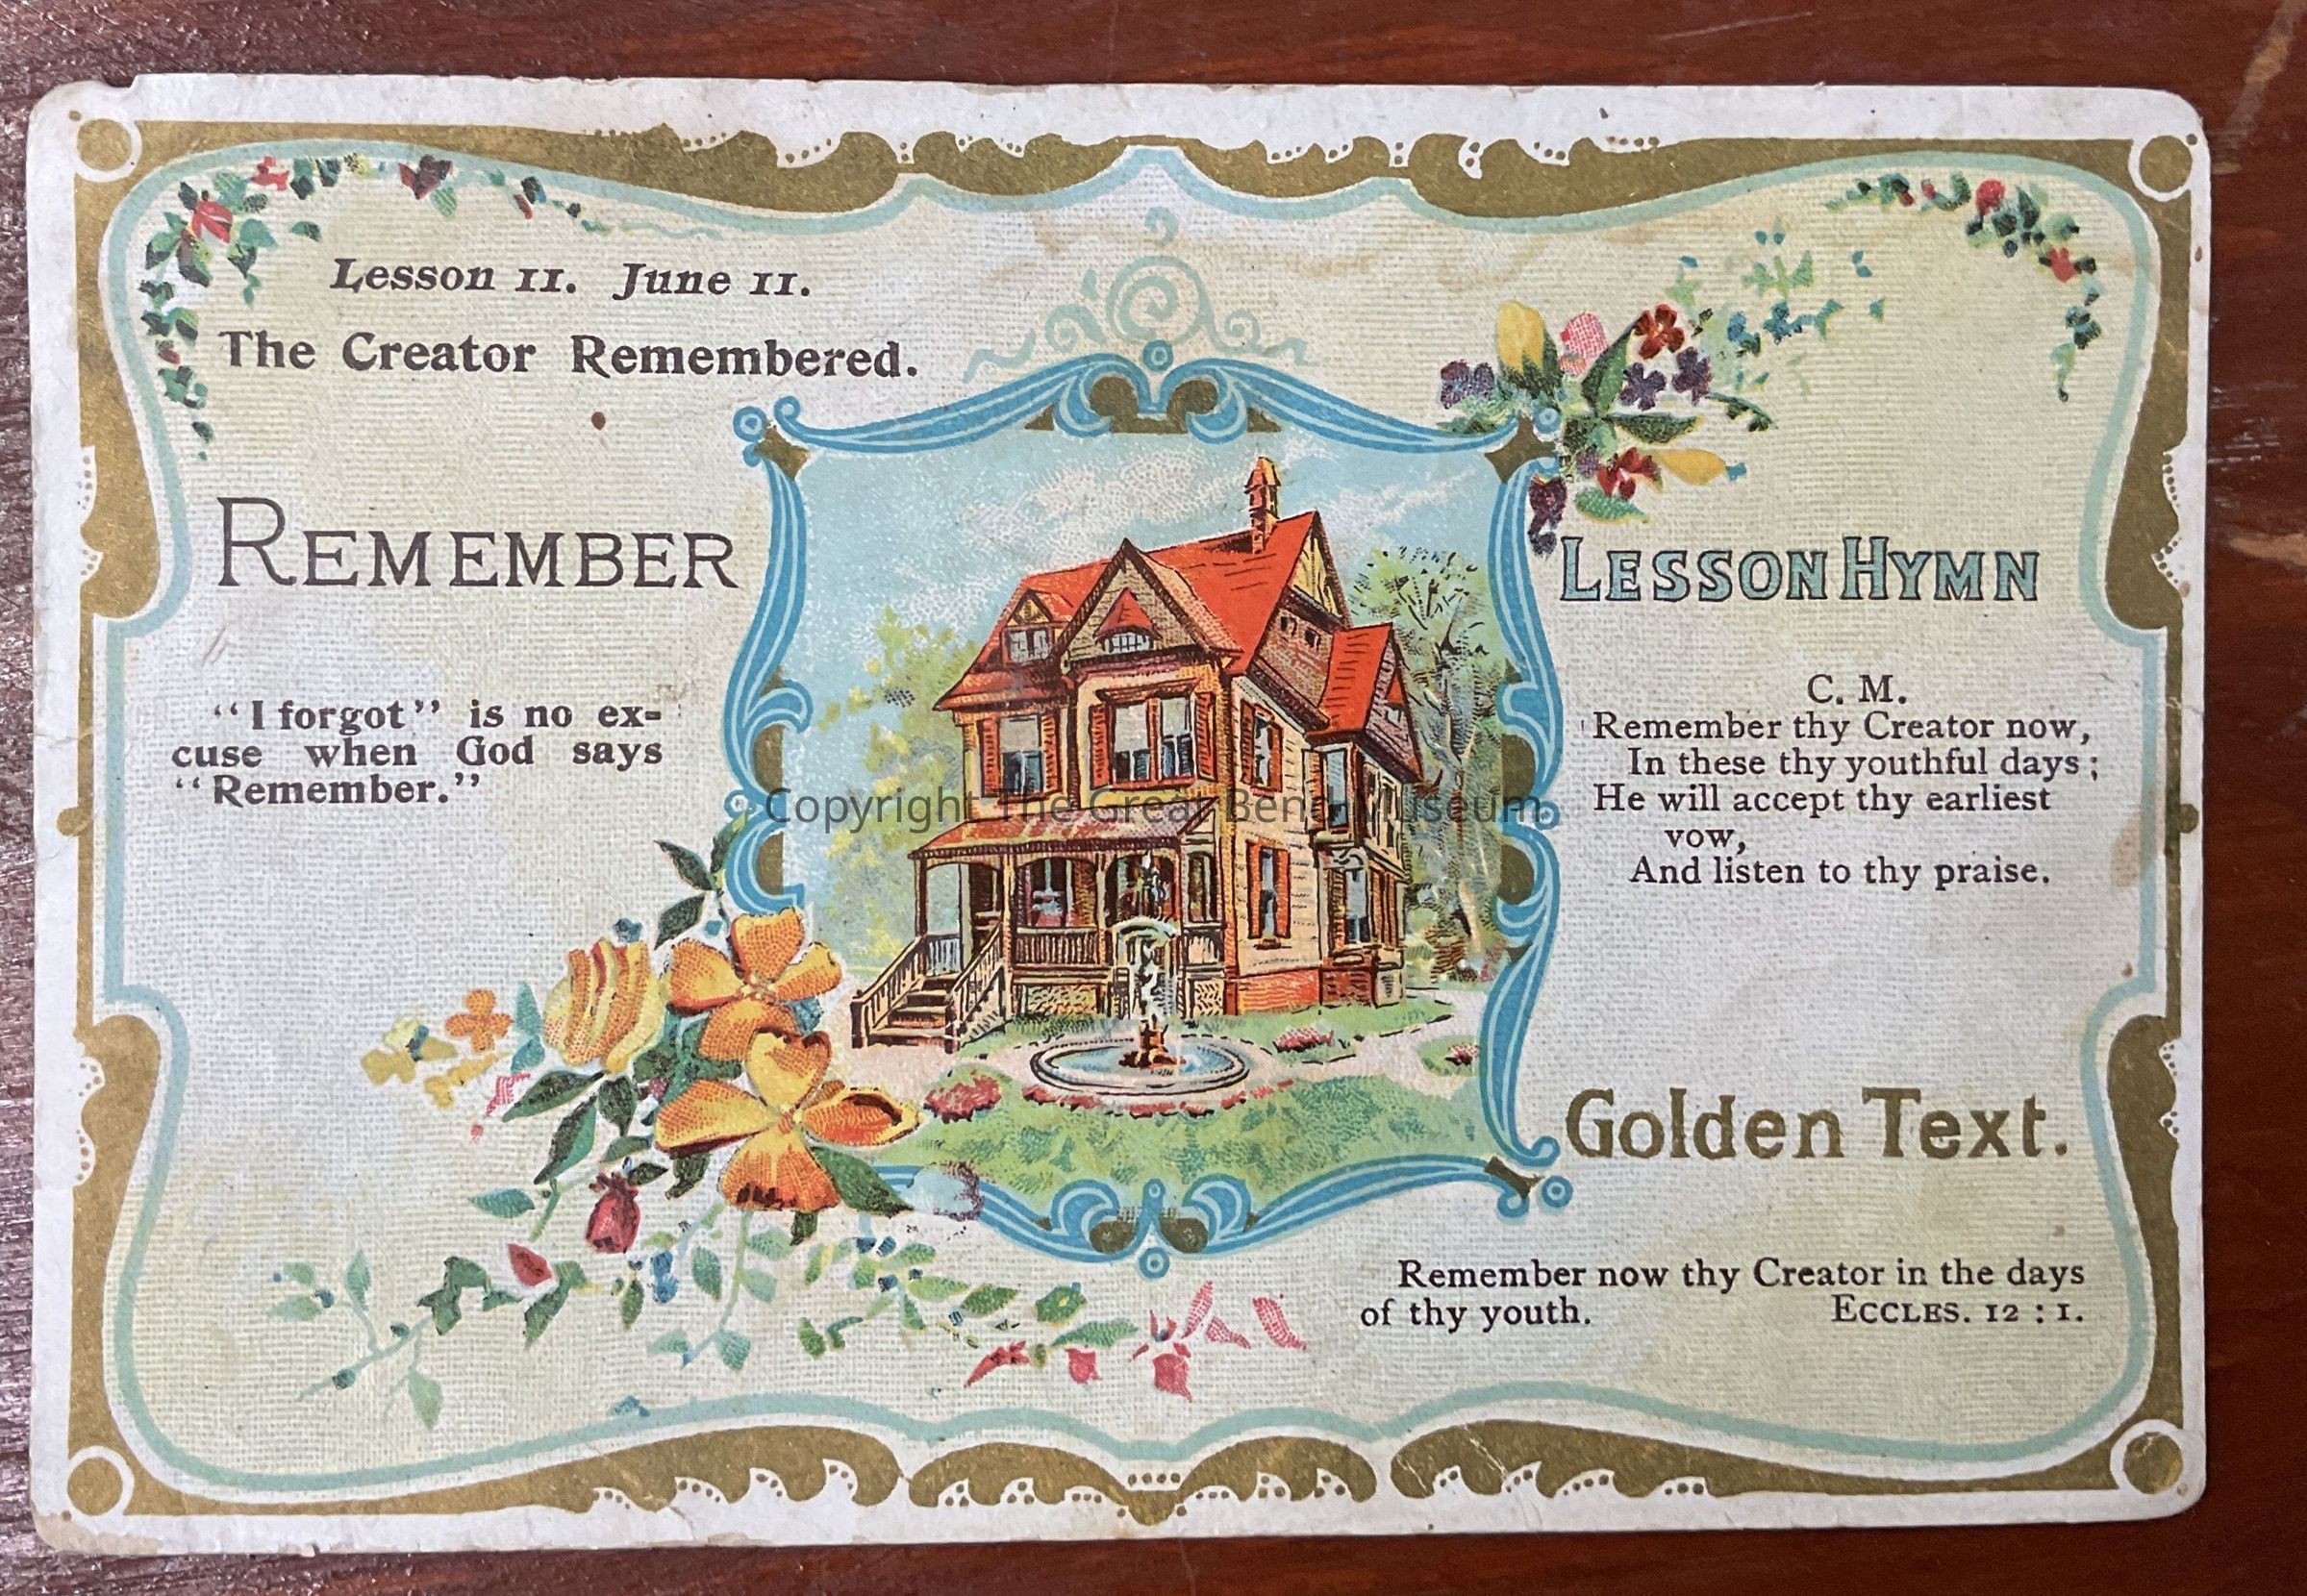 Lesson 11. June 11.
The Creator Remembered.
REMEMBER
“I forgot” is no ex-
cuse when God says
“Remember.”
LESSON HYMN
C. M.
Remember thy Creator now,
In these thy youthful days;
He will accept thy earliest
vow,
And listen to thy praise.
Golden Text.
Remember now thy Creator in the days
of thy youth. ECCLES. 12 : 1.
Copyright The Great Bend Museum